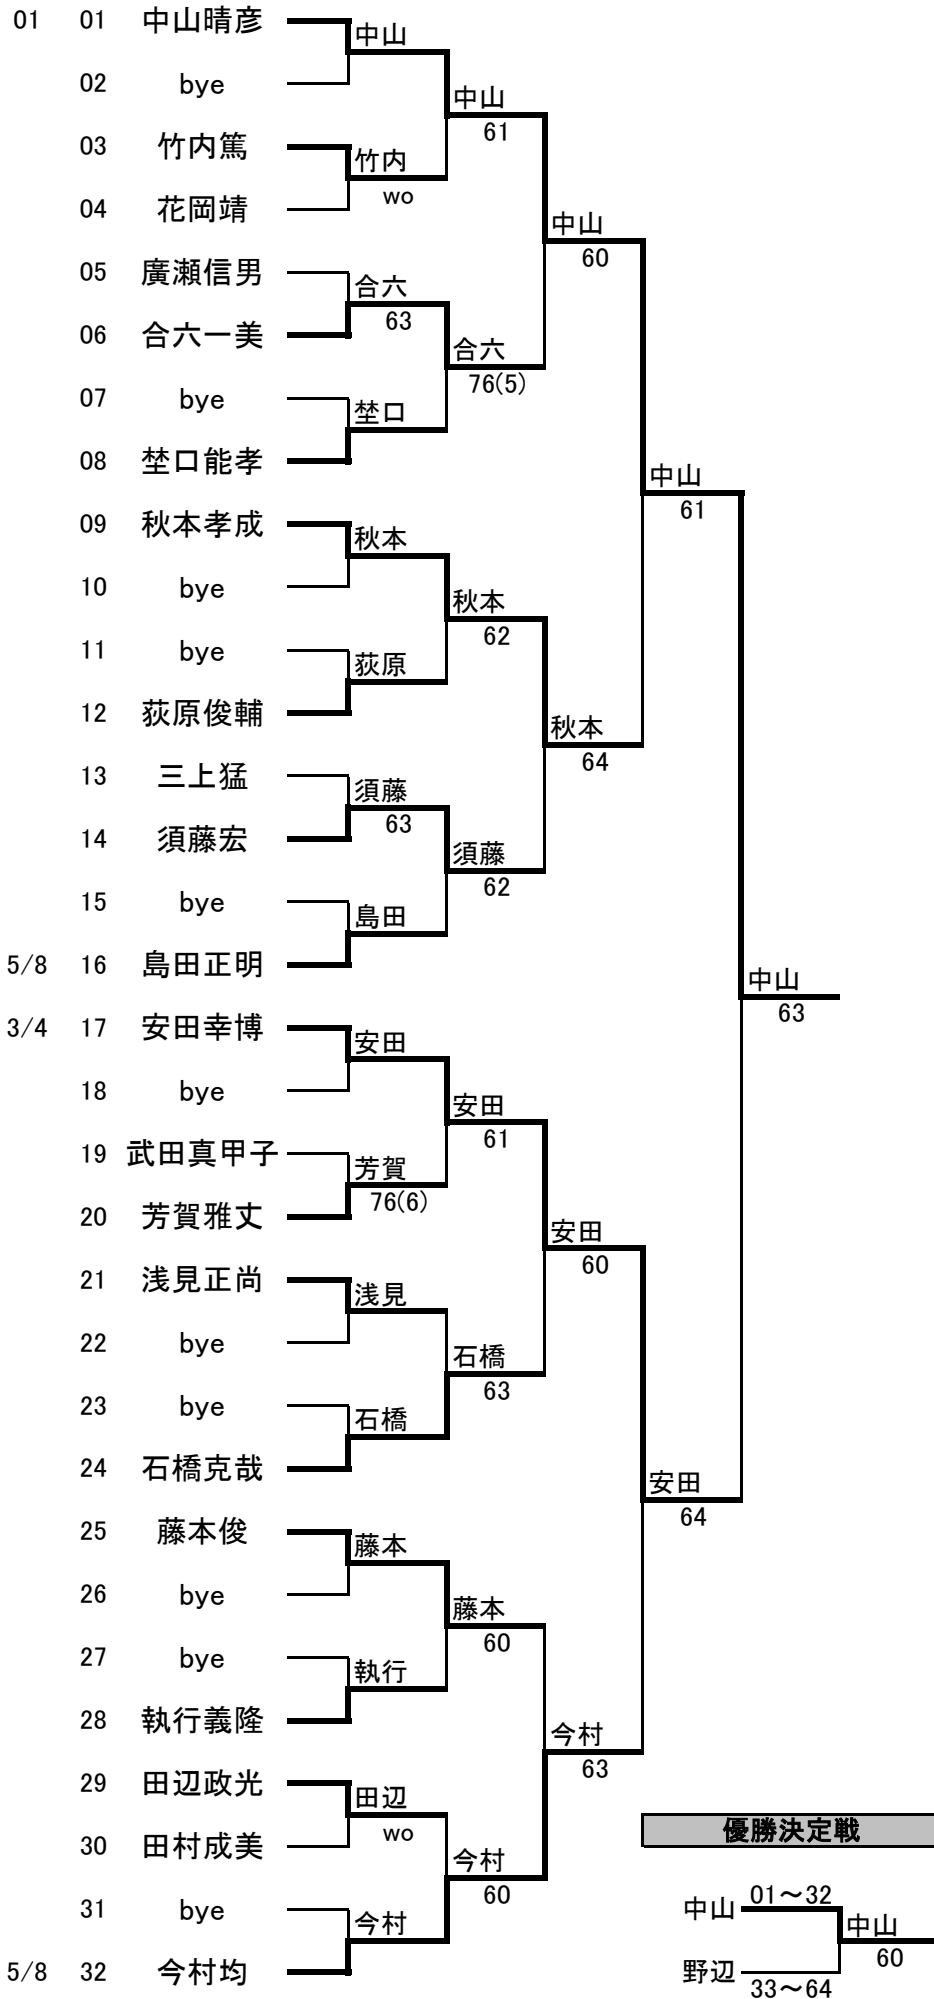 01 01 中山晴彦
中山
02 bye
中山
61
03 竹内篤
竹内
wo
04 花岡靖
中山
60
05 廣瀬信男
合六
63
06 合六一美
合六
76(5)
07 bye
埜口
08 埜口能孝
中山
61
09 秋本孝成
秋本
10 bye
秋本
62
11 bye
荻原
12 荻原俊輔
秋本
64
13 三上猛
須藤
63
14 須藤宏
須藤
62
15 bye
島田
5/8 16 島田正明
中山
63
3/4 17 安田幸博
安田
18 bye
安田
61
19 武田真甲子
芳賀
76(6)
20 芳賀雅丈
安田
60
21 浅見正尚
浅見
22 bye
石橋
63
23 bye
石橋
24 石橋克哉
安田
64
25 藤本俊
藤本
26 bye
藤本
60
27 bye
執行
28 執行義隆
今村
63
29 田辺政光
田辺
wo
30 田村成美
今村
60
31 bye
今村
5/8 32 今村均
優勝決定戦
中山 01～32
中山
60
野辺 33～64